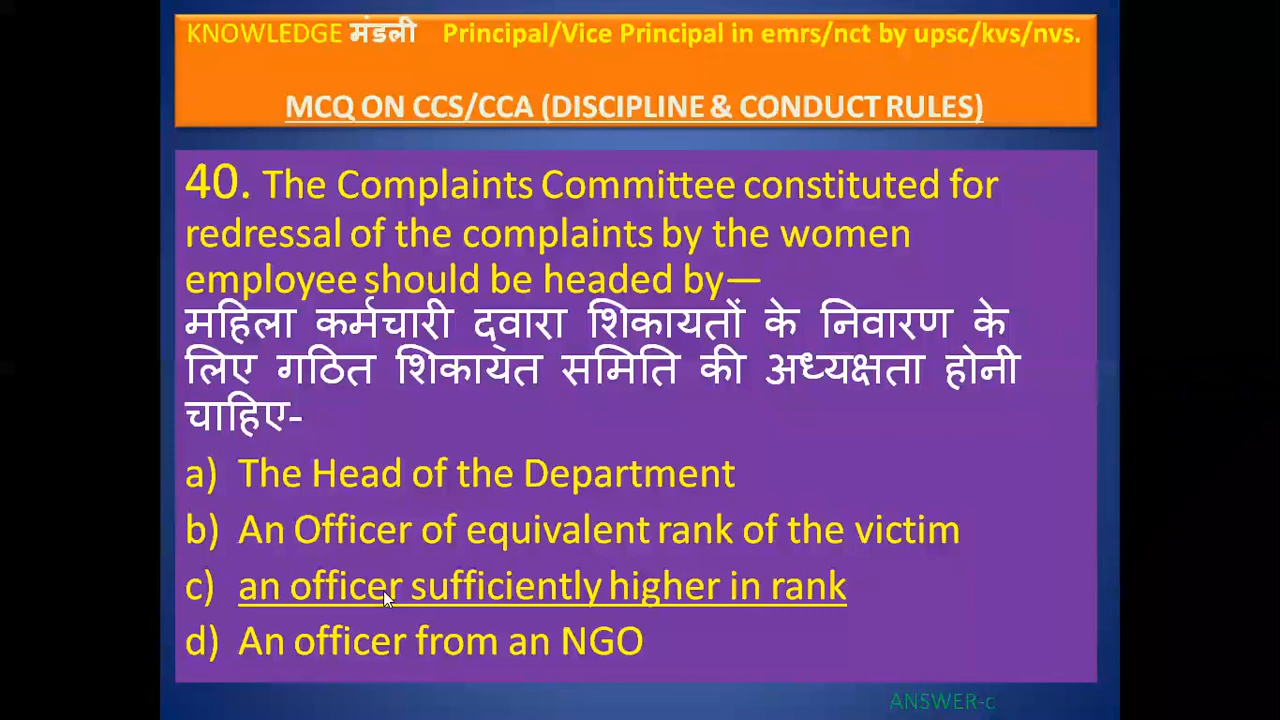 KNOWLEDGE मंडली Principal/Vice Principal in emrs/nct by upsc/kvs/nvs.
MCQ ON CCS/CCA (DISCIPLINE & CONDUCT RULES)
40. The Complaints Committee constituted for
redressal of the complaints by the women
employee should be headed by—
महिला कर्मचारी द्वारा शिकायतों के निवारण के
लिए गठित शिकायत समिति की अध्यक्षता होनी
चाहिए-
a) The Head of the Department
b) An Officer of equivalent rank of the victim
c) an officer sufficiently higher in rank
d) An officer from an NGO
ANSWER-c